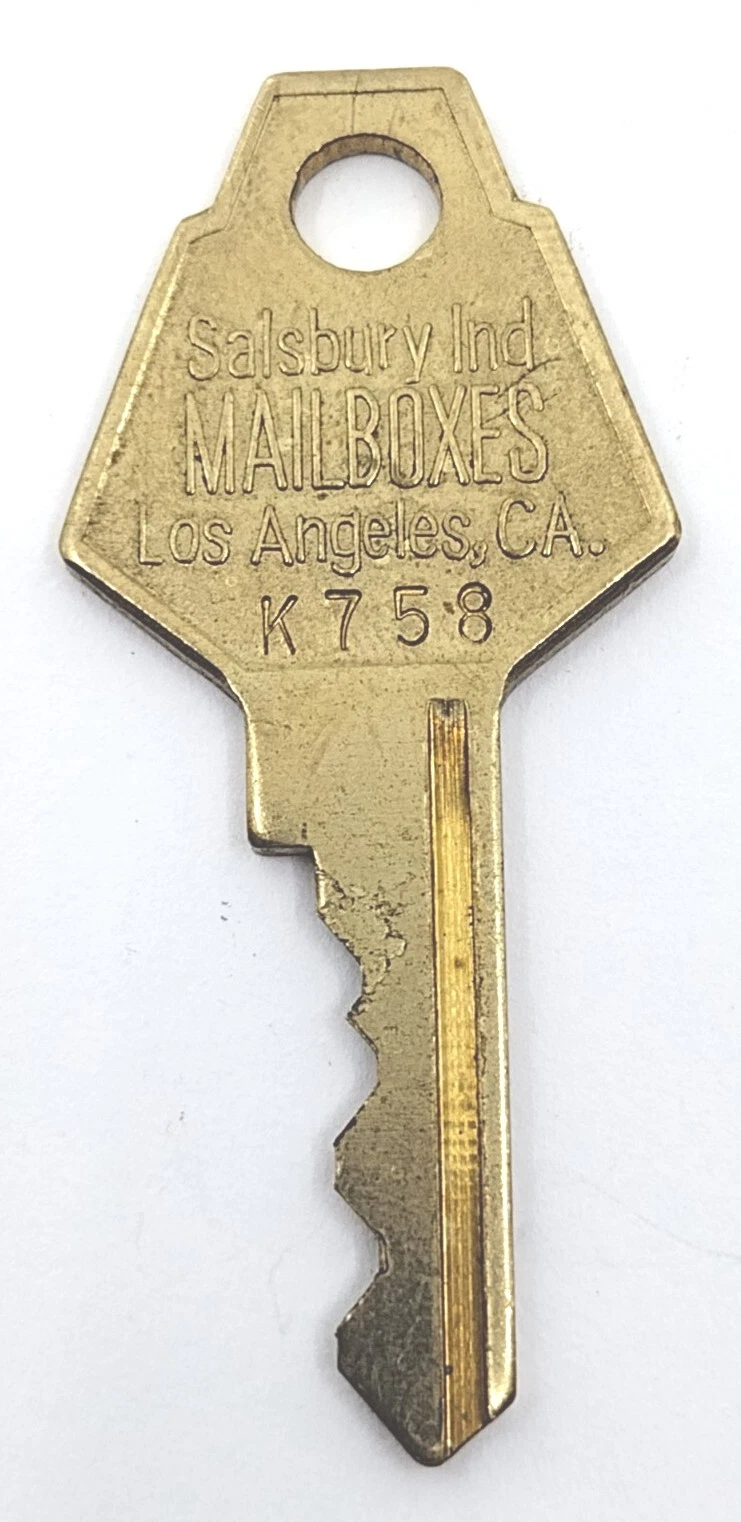 Salsbury Ind
MAILBOXES
Los Angeles, CA.
K758